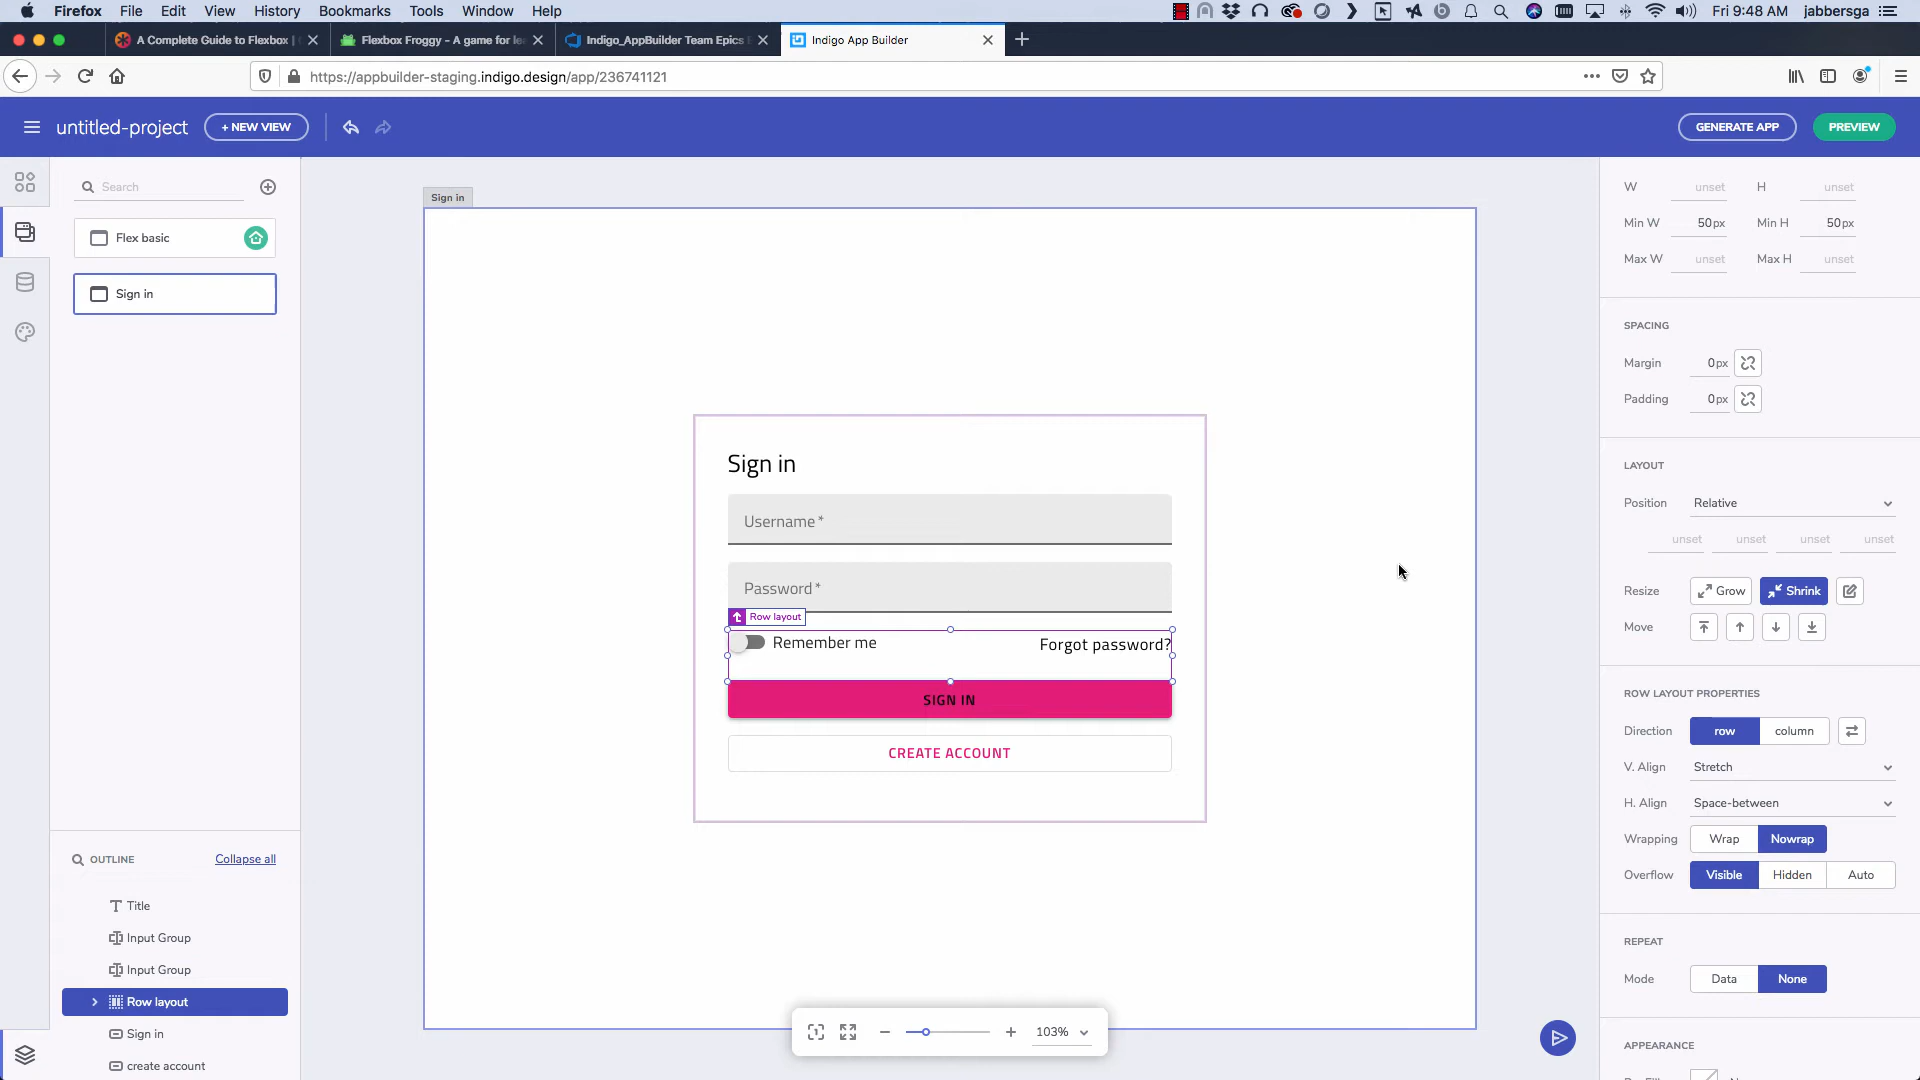 Firefox File Edit View History Bookmarks Tools Window Help
Fri 9:48 AM jabbersga
A Complete Guide to Flexbox |
Flexbox Froggy - A game for le
Indigo_AppBuilder Team Epics
Indigo App Builder
https://appbuilder-staging.indigo.design/app/236741121
untitled-project
+ NEW VIEW
GENERATE APP
PREVIEW
Search
Flex basic
Sign in
OUTLINE
Collapse all
Title
Input Group
Input Group
Row layout
Sign in
create account
Sign in
Sign in
Username *
Password *
Row layout
Remember me
Forgot password?
SIGN IN
CREATE ACCOUNT
103%
W unset H unset
Min W 50px Min H 50px
Max W unset Max H unset
SPACING
Margin 0px
Padding 0px
LAYOUT
Position Relative
unset unset unset unset
Resize Grow Shrink
Move
ROW LAYOUT PROPERTIES
Direction row column
V. Align Stretch
H. Align Space-between
Wrapping Wrap Nowrap
Overflow Visible Hidden Auto
REPEAT
Mode Data None
APPEARANCE